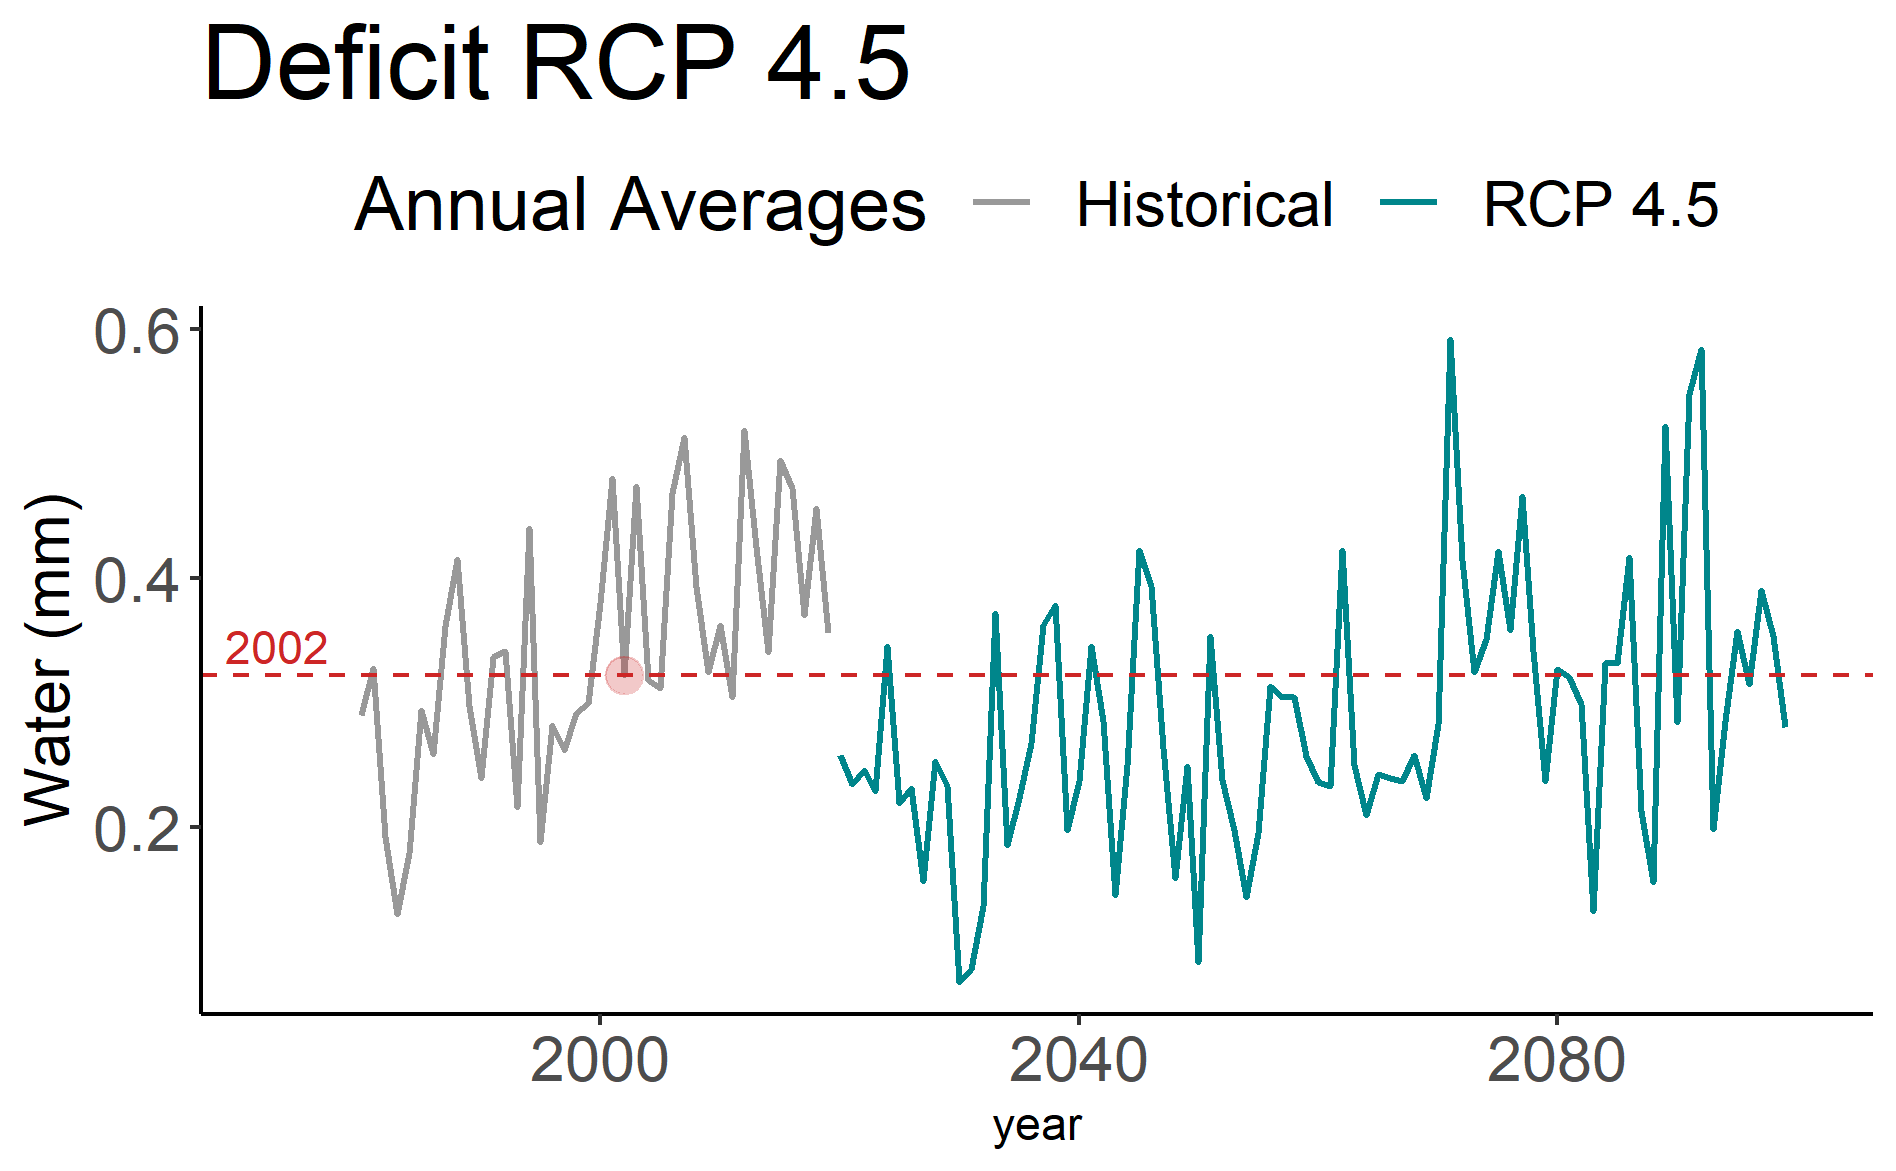 Deficit RCP 4.5
Annual Averages Historical RCP 4.5
0.6
0.4
0.2
Water (mm)
2002
2000 2040 2080
year